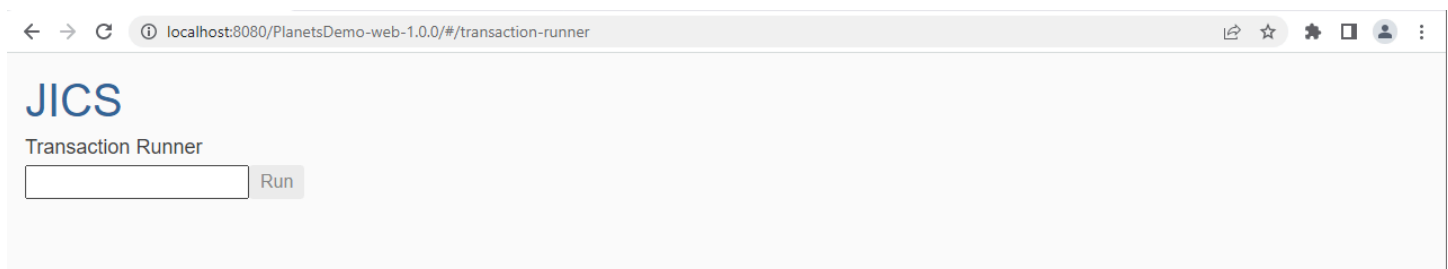 localhost:8080/PlanetsDemo-web-1.0.0/#/transaction-runner
JICS
Transaction Runner
Run